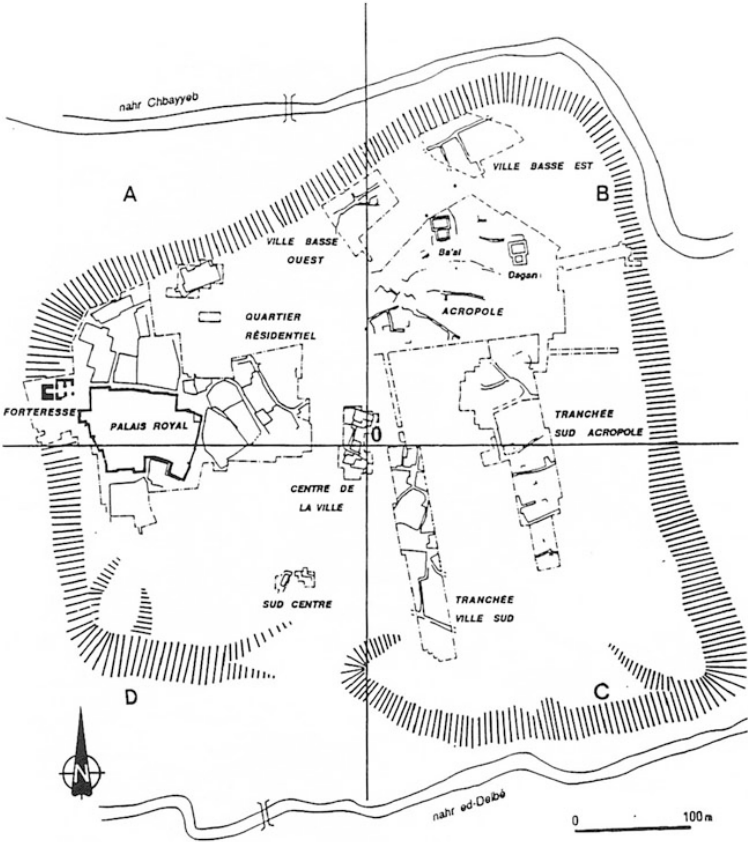 nahr Chbayyeb
A
VILLE BASSE EST
B
VILLE BASSE
OUEST
Ba'al
Dagan
QUARTIER
RÉSIDENTIEL
ACROPOLE
FORTERESSE
PALAIS ROYAL
TRANCHÉE
SUD ACROPOLE
0
CENTRE DE
LA VILLE
SUD CENTRE
TRANCHÉE
VILLE SUD
D
C
N
nahr ed-Delbé
0 100m